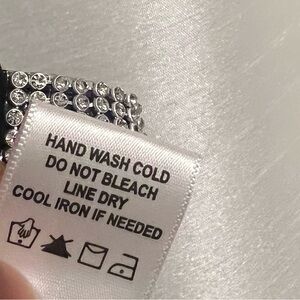 HAND WASH COLD
DO NOT BLEACH
LINE DRY
COOL IRON IF NEEDED